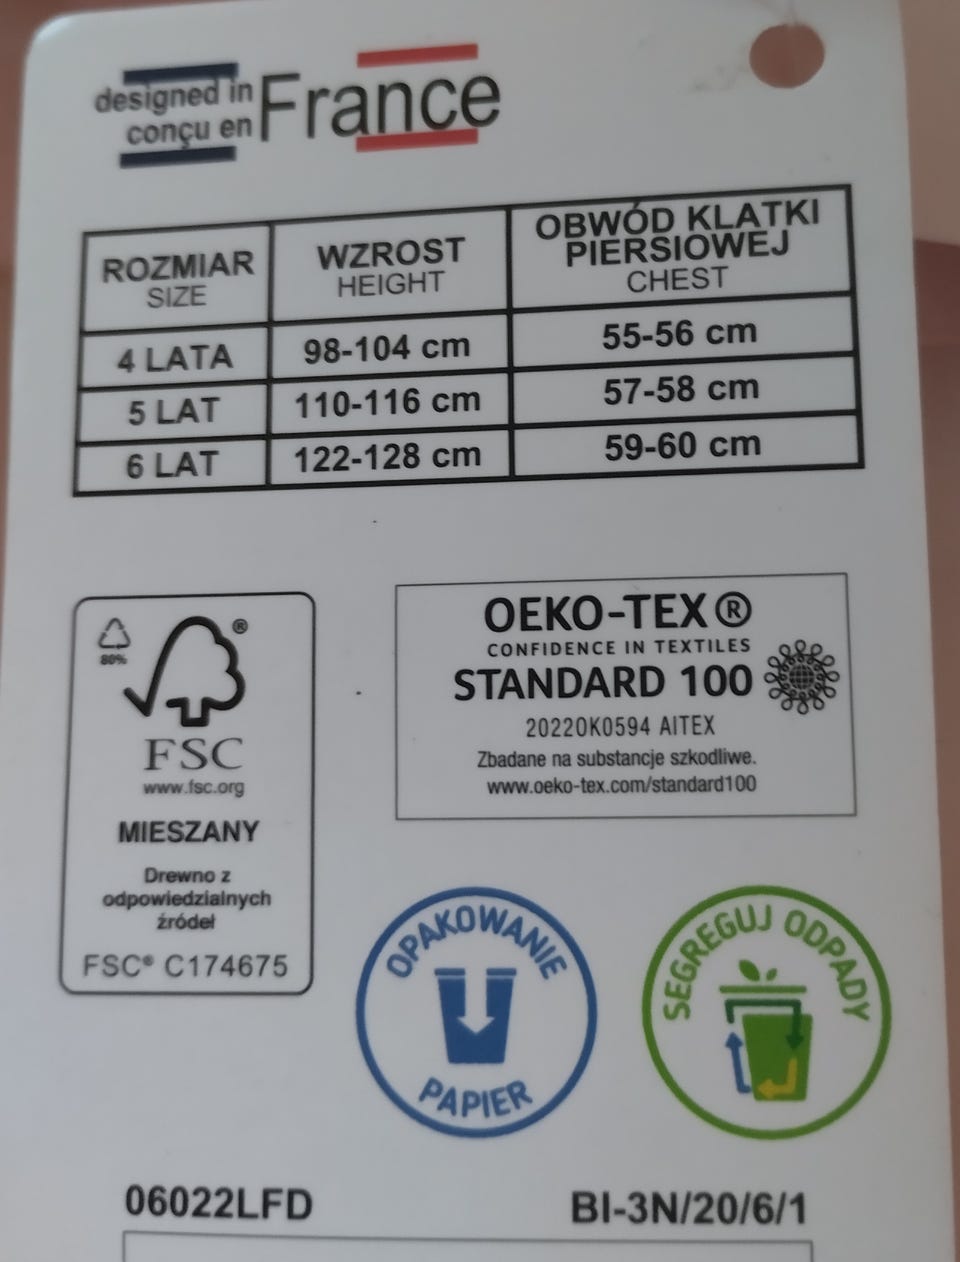 designed in
conçu en
France
ROZMIAR
SIZE
WZROST
HEIGHT
OBWÓD KLATKI
PIERSIOWEJ
CHEST
4 LATA 98-104 cm 55-56 cm
5 LAT 110-116 cm 57-58 cm
6 LAT 122-128 cm 59-60 cm
80%
®
FSC
www.fsc.org
MIESZANY
Drewno z
odpowiedzialnych
źródeł
FSC® C174675
OEKO-TEX®
CONFIDENCE IN TEXTILES
STANDARD 100
2022OK0594 AITEX
Zbadane na substancje szkodliwe.
www.oeko-tex.com/standard100
OPAKOWANIE
PAPIER
SEGREGUJ ODPADY
06022LFD
BI-3N/20/6/1